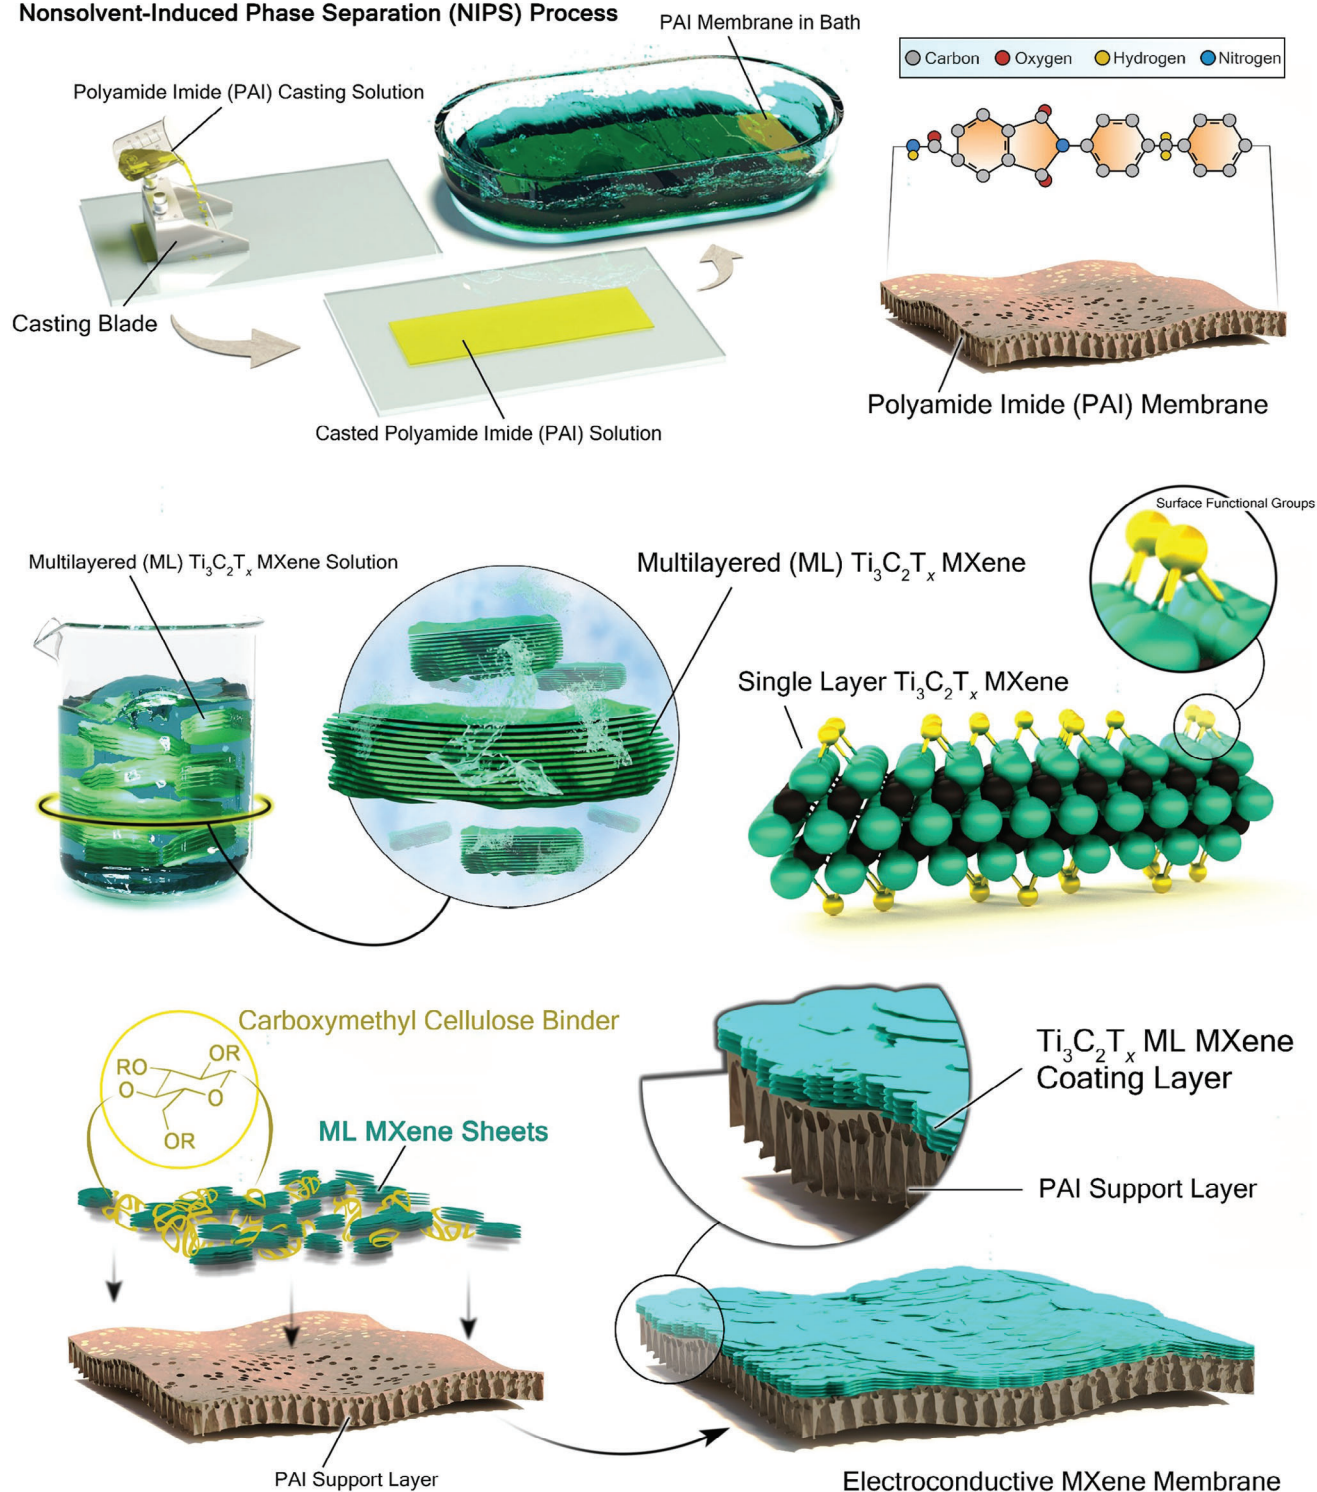 Nonsolvent-Induced Phase Separation (NIPS) Process
PAI Membrane in Bath
Polyamide Imide (PAI) Casting Solution
Carbon Oxygen Hydrogen Nitrogen
Casting Blade
Casted Polyamide Imide (PAI) Solution
Polyamide Imide (PAI) Membrane
Surface Functional Groups
Multilayered (ML) Ti3C2Tx MXene Solution
Multilayered (ML) Ti3C2Tx MXene
Single Layer Ti3C2Tx MXene
Carboxymethyl Cellulose Binder
OR
RO
O
O
OR
ML MXene Sheets
Ti3C2Tx ML MXene
Coating Layer
PAI Support Layer
PAI Support Layer
Electroconductive MXene Membrane